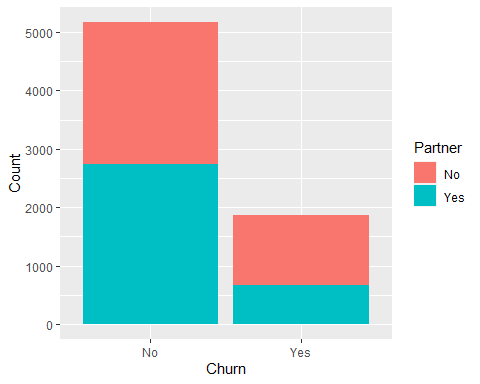 5000
4000
3000
2000
1000
0
Count
No
Yes
Churn
Partner
No
Yes